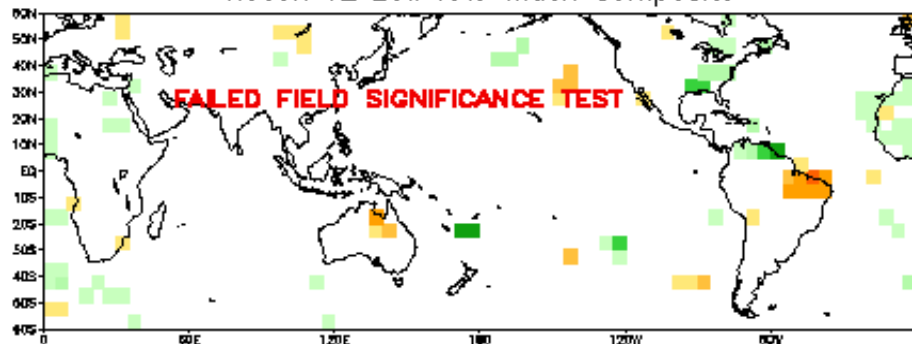 60N
50N
40N
30N
20N
10N
EQ
10S
20S
30S
40S
50S
60S
FAILED FIELD SIGNIFICANCE TEST
0 60E 120E 180 120W 60W